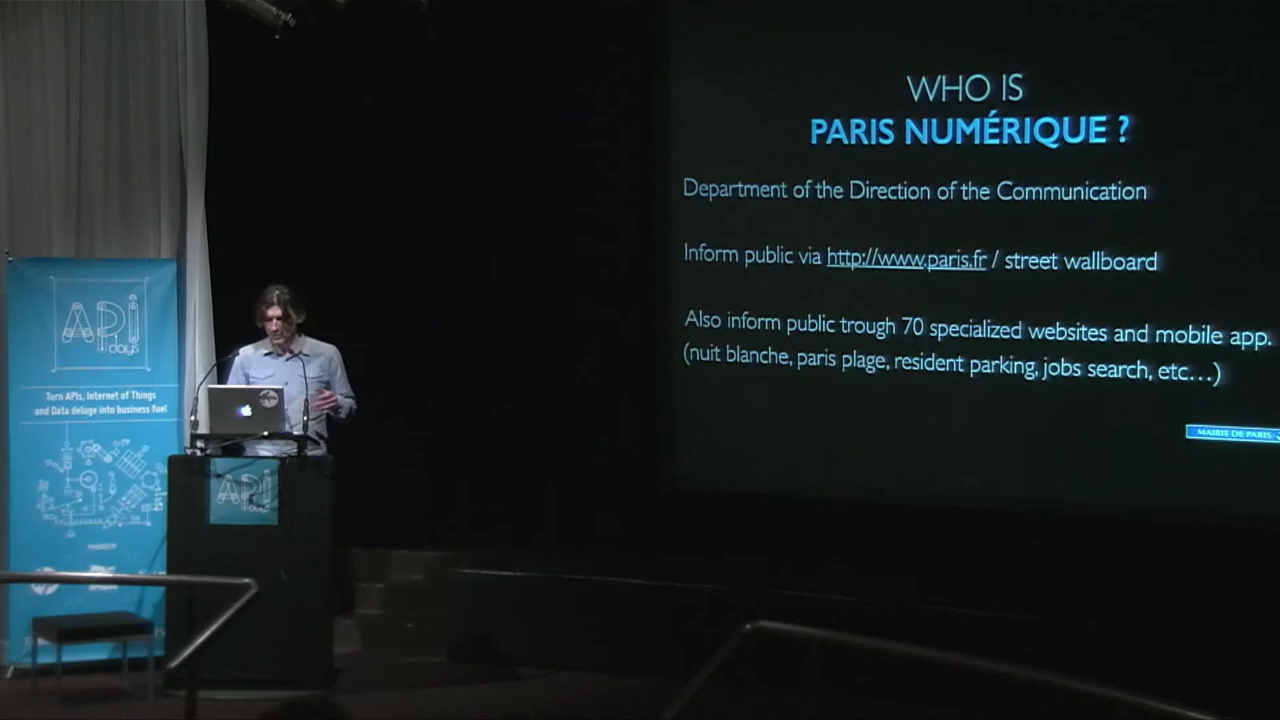 WHO IS
PARIS NUMÉRIQUE ?
Department of the Direction of the Communication
Inform public via http://www.paris.fr / street wallboard
Also inform public trough 70 specialized websites and mobile app.
(nuit blanche, paris plage, resident parking, jobs search, etc…)
MAIRIE DE PARIS
APi
days
Turn APIs, Internet of Things
and Data deluge into business fuel
POWERED BY
APi